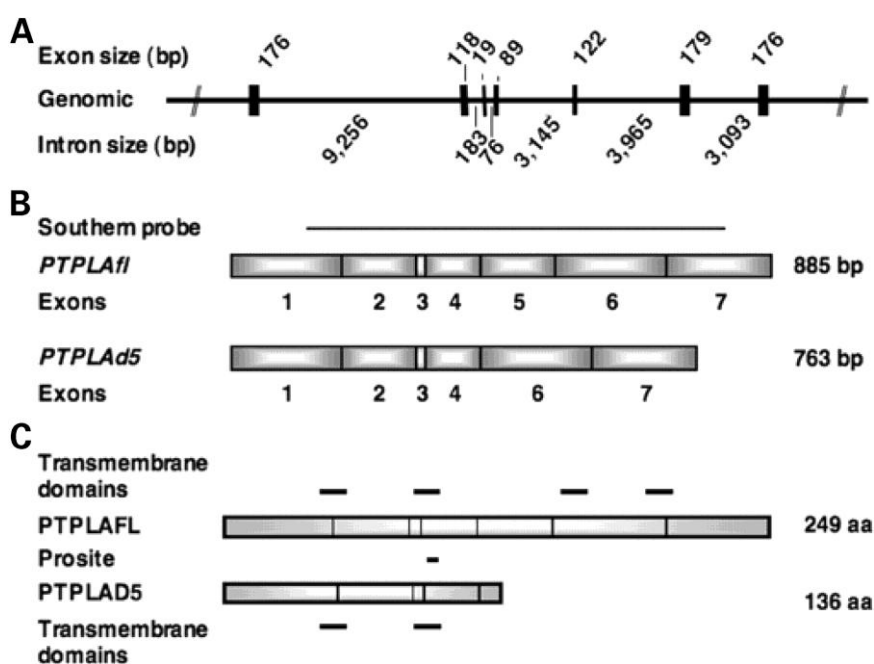 A
Exon size (bp) 176 118 19 89 122 179 176
Genomic
Intron size (bp) 9,256 183 76 3,145 3,965 3,093
B
Southern probe
PTPLAfl 885 bp
Exons 1 2 3 4 5 6 7
PTPLAd5 763 bp
Exons 1 2 3 4 6 7
C
Transmembrane
domains
PTPLAFL 249 aa
Prosite
PTPLAD5 136 aa
Transmembrane
domains